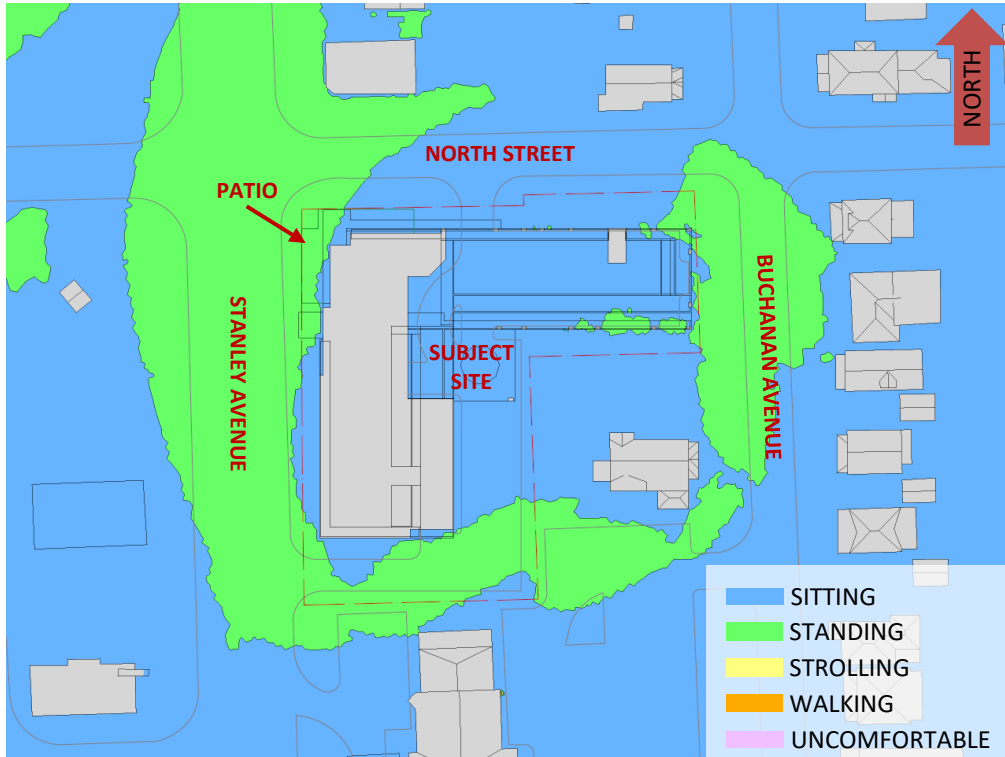 NORTH
NORTH STREET
PATIO
STANLEY AVENUE
BUCHANAN AVENUE
SUBJECT
SITE
SITTING
STANDING
STROLLING
WALKING
UNCOMFORTABLE